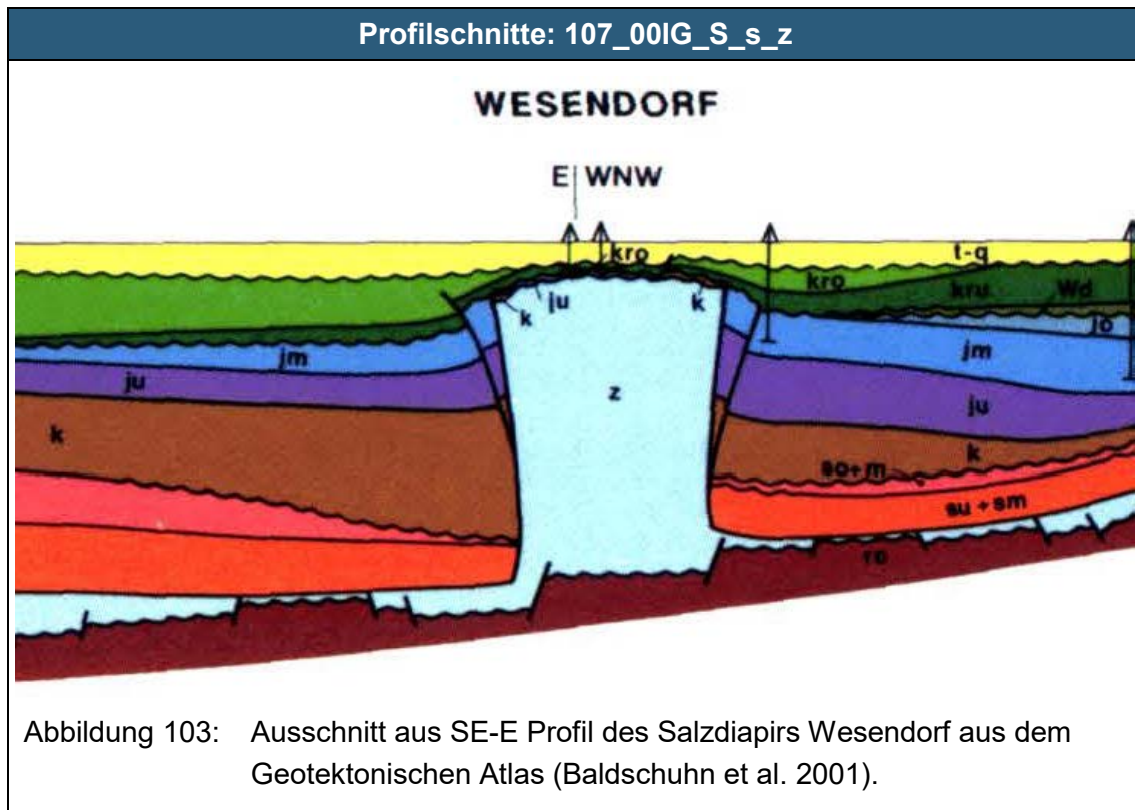 Profilschnitte: 107_00IG_S_s_z
WESENDORF
E WNW
kro t-q
kro kru Wd
k ju k jo
jm jm
ju z ju
k k
so+m
su + sm
ro
Abbildung 103: Ausschnitt aus SE-E Profil des Salzdiapirs Wesendorf aus dem
Geotektonischen Atlas (Baldschuhn et al. 2001).